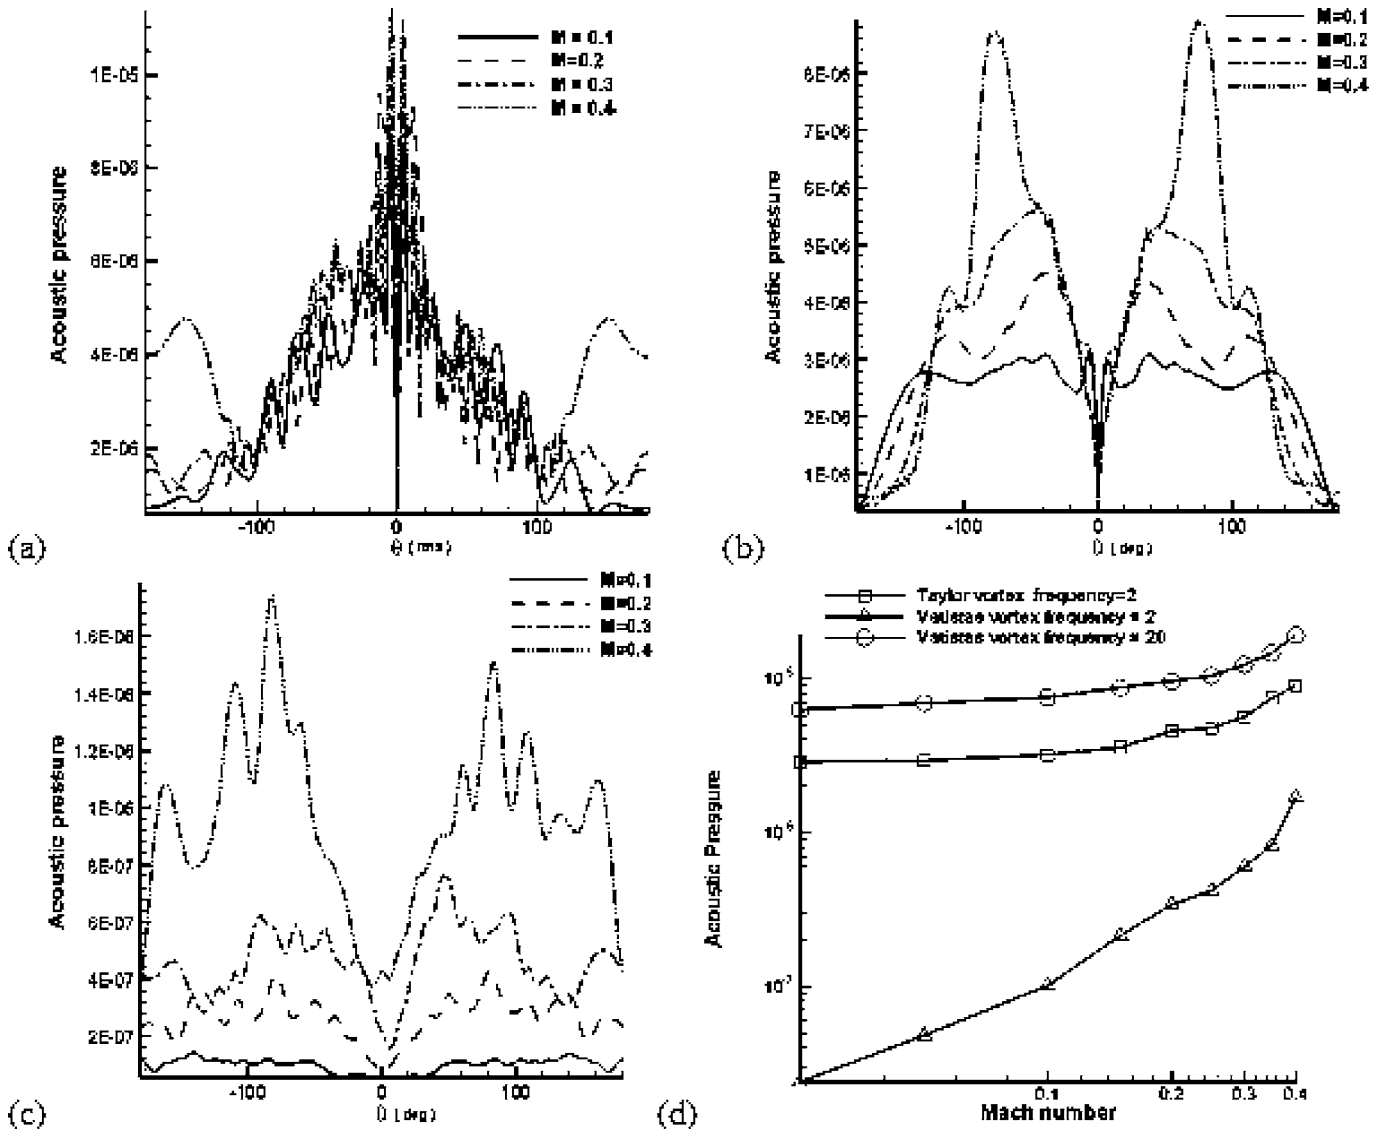 M = 0.1
M=0.2
M = 0.3
M = 0.4
1E-05
8E-06
6E-06
4E-06
2E-06
Acoustic pressure
-100 0 100
(a)
M=0.1
M=0.2
M=0.3
M=0.4
8E-06
7E-06
6E-06
5E-06
4E-06
3E-06
2E-06
1E-06
Acoustic pressure
-100 0 100
(deg)
(b)
M=0.1
M=0.2
M=0.3
M=0.4
1.6E-06
1.4E-06
1.2E-06
1E-06
8E-07
6E-07
4E-07
2E-07
Acoustic pressure
-100 0 100
(deg)
(c)
Taylor vortex frequency=2
vortex frequency = 2
vortex frequency = 20
Acoustic Pressure
0.1 0.2 0.3 0.4
Mach number
(d)